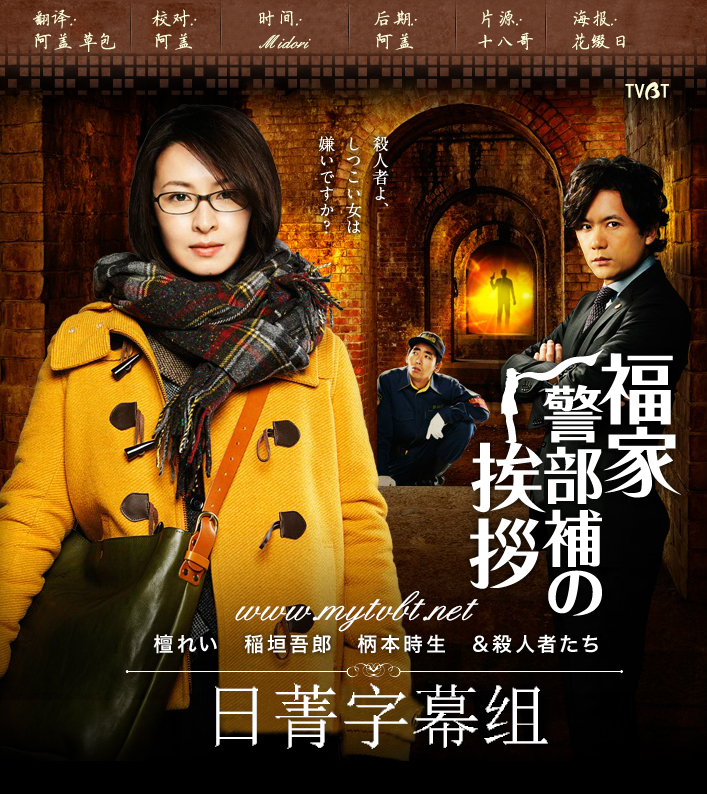 翻译∴ 校对∴ 时间∴ 后期∴ 片源∴ 海报∴
阿盖 草包 阿盖 Midori 阿盖 十八哥 花缀日
TVBT
殺人者よ、
しつこい女は
嫌いですか?
福家
警部補の
挨拶
www.mytvbt.net
檀れい 稲垣吾郎 柄本時生 &殺人者たち
日菁字幕组